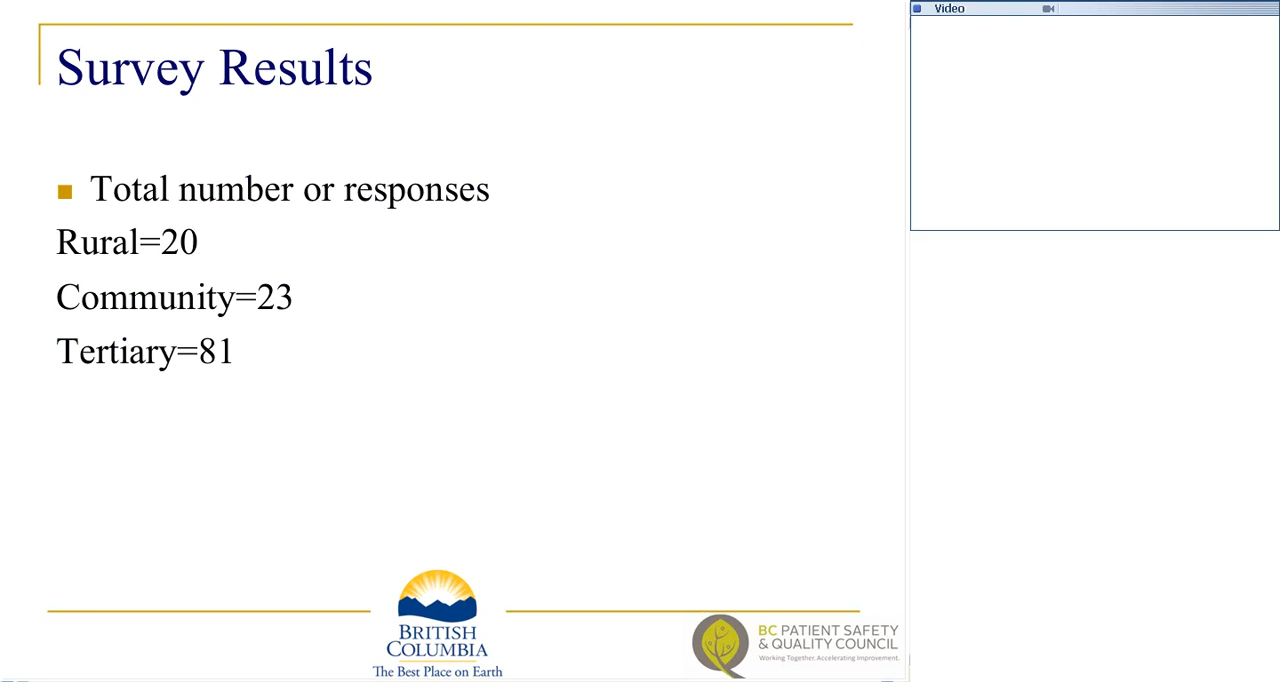 Survey Results
Total number or responses
Rural=20
Community=23
Tertiary=81
BRITISH
COLUMBIA
The Best Place on Earth
BC PATIENT SAFETY
& QUALITY COUNCIL
Working Together. Accelerating Improvement.
Video